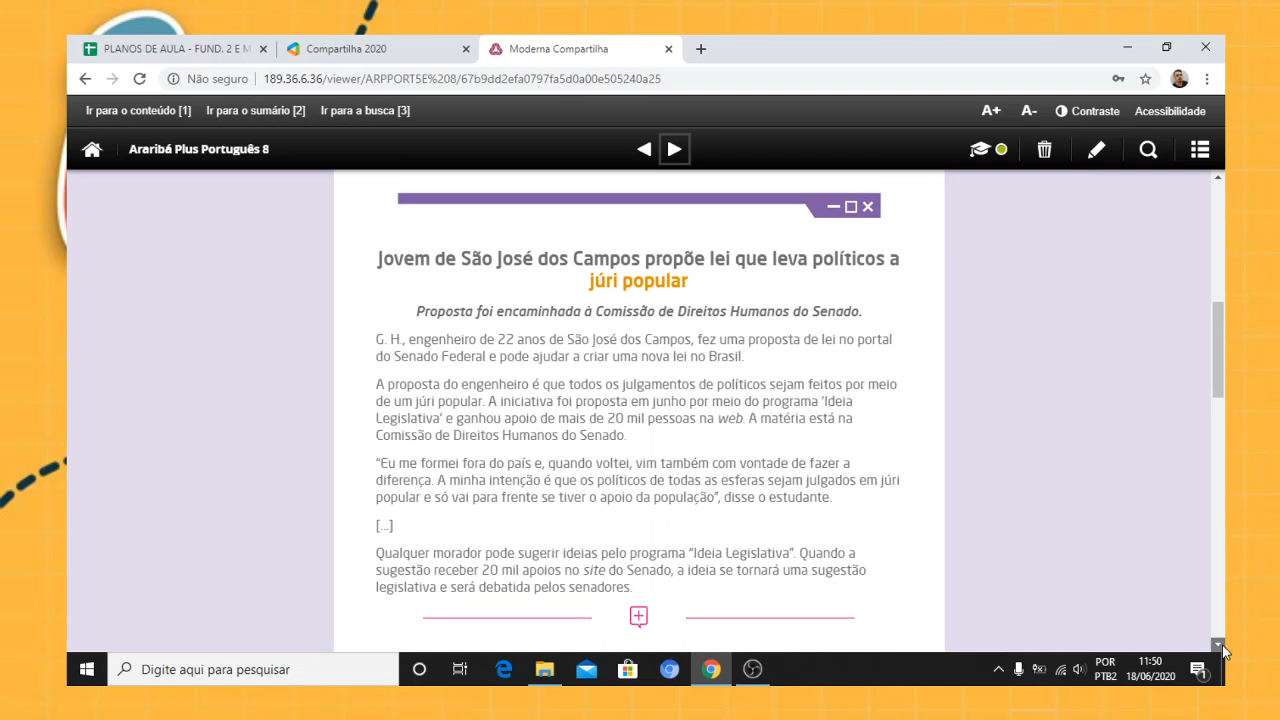 PLANOS DE AULA - FUND. 2 E M
Compartilha 2020
Moderna Compartilha
Não seguro
189.36.6.36/viewer/ARPPORT5E%208/67b9dd2efa0797fa5d0a00e505240a25
Ir para o conteúdo [1]
Ir para o sumário [2]
Ir para a busca [3]
A+
A-
Contraste
Acessibilidade
Araribá Plus Português 8
Jovem de São José dos Campos propõe lei que leva políticos a
júri popular
Proposta foi encaminhada à Comissão de Direitos Humanos do Senado.
G. H., engenheiro de 22 anos de São José dos Campos, fez uma proposta de lei no portal
do Senado Federal e pode ajudar a criar uma nova lei no Brasil.
A proposta do engenheiro é que todos os julgamentos de políticos sejam feitos por meio
de um júri popular. A iniciativa foi proposta em junho por meio do programa 'Ideia
Legislativa' e ganhou apoio de mais de 20 mil pessoas na web. A matéria está na
Comissão de Direitos Humanos do Senado.
“Eu me formei fora do país e, quando voltei, vim também com vontade de fazer a
diferença. A minha intenção é que os políticos de todas as esferas sejam julgados em júri
popular e só vai para frente se tiver o apoio da população”, disse o estudante.
[...]
Qualquer morador pode sugerir ideias pelo programa “Ideia Legislativa”. Quando a
sugestão receber 20 mil apoios no site do Senado, a ideia se tornará uma sugestão
legislativa e será debatida pelos senadores.
Digite aqui para pesquisar
POR
PTB2
11:50
18/06/2020
1